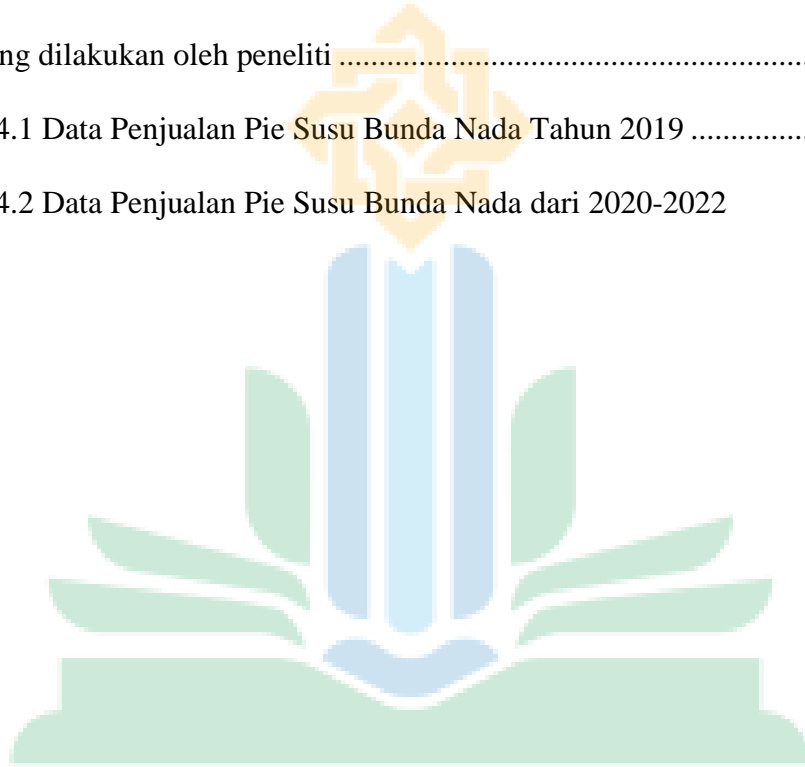 ng dilakukan oleh peneliti ............................................................
4.1 Data Penjualan Pie Susu Bunda Nada Tahun 2019 ...............
4.2 Data Penjualan Pie Susu Bunda Nada dari 2020-2022